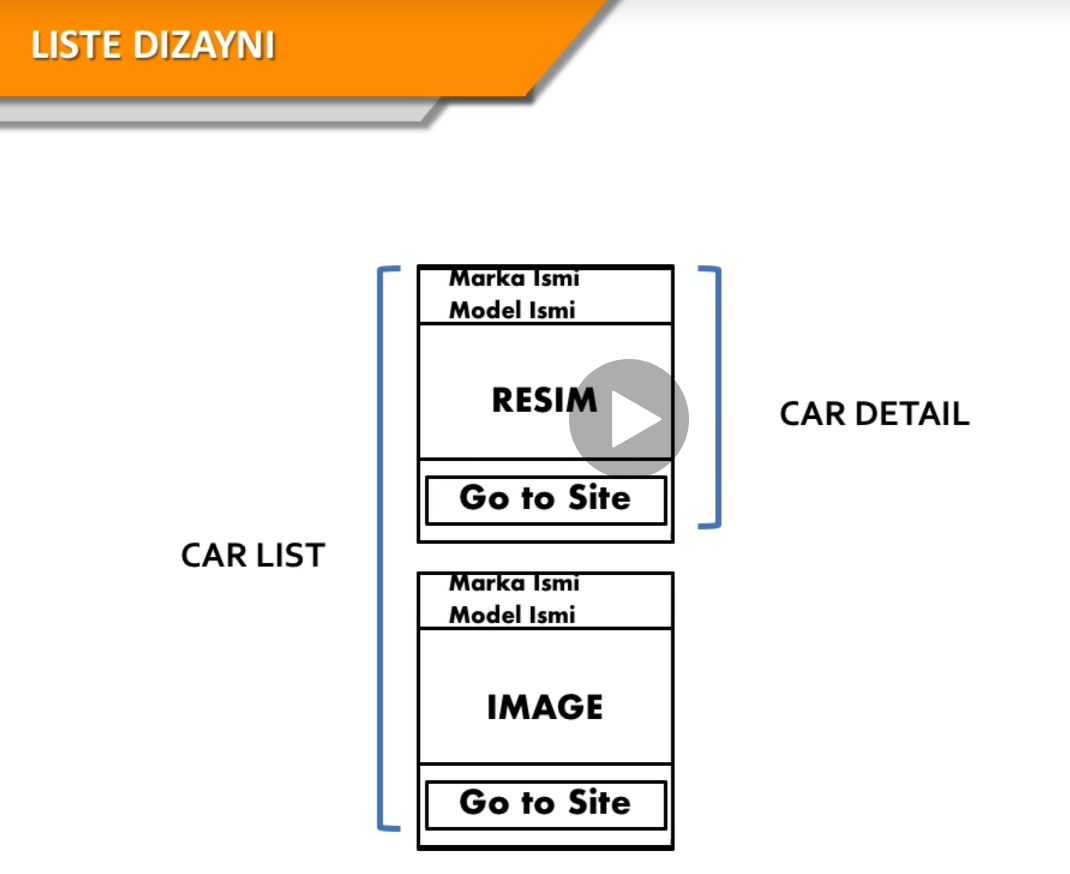 LISTE DIZAYNI
Marka Ismi
Model Ismi
RESIM
CAR DETAIL
Go to Site
CAR LIST
Marka Ismi
Model Ismi
IMAGE
Go to Site